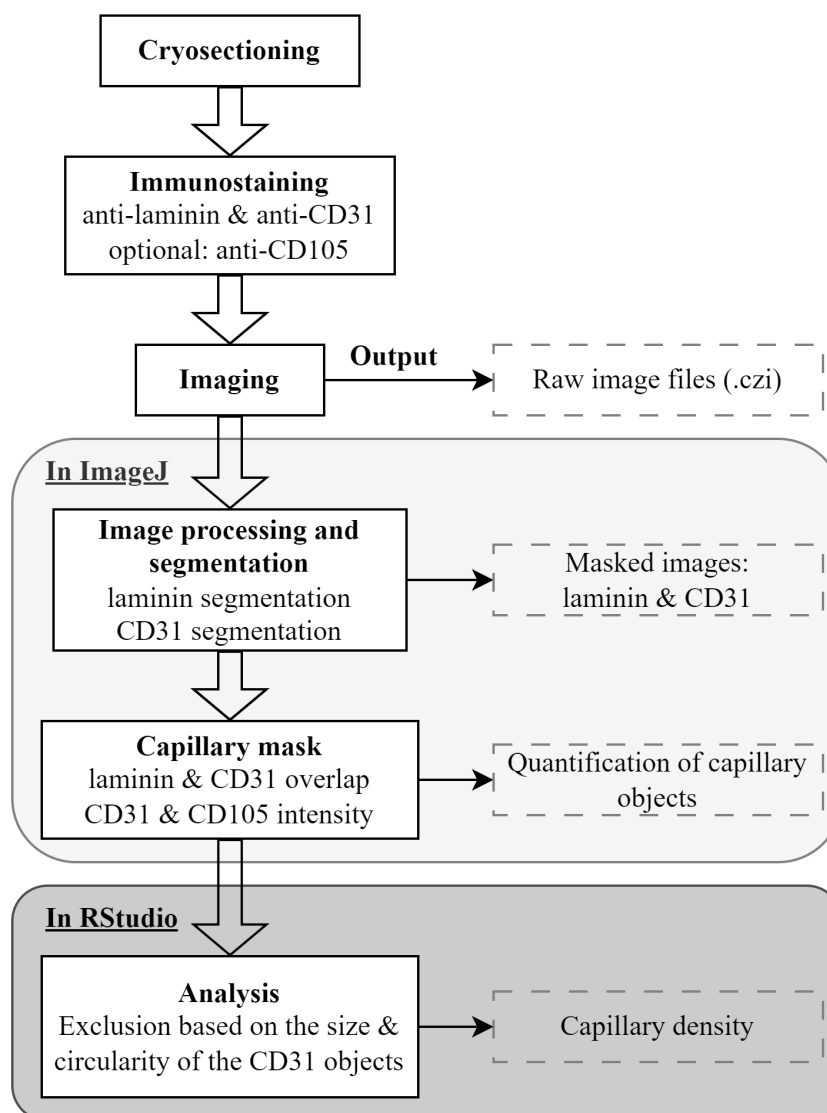 Cryosectioning
Immunostaining
anti-laminin & anti-CD31
optional: anti-CD105
Imaging
Output
Raw image files (.czi)
In ImageJ
Image processing and
segmentation
laminin segmentation
CD31 segmentation
Masked images:
laminin & CD31
Capillary mask
laminin & CD31 overlap
CD31 & CD105 intensity
Quantification of capillary
objects
In RStudio
Analysis
Exclusion based on the size &
circularity of the CD31 objects
Capillary density